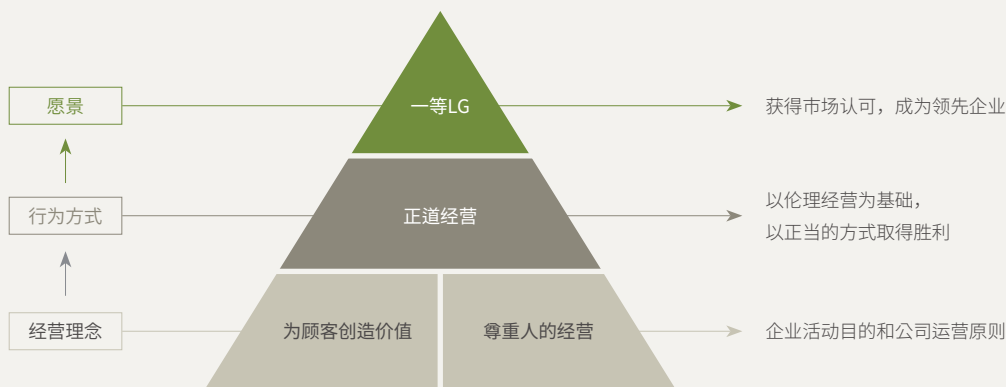 愿景
一等LG
获得市场认可，成为领先企业
行为方式
正道经营
以伦理经营为基础，
以正当的方式取得胜利
经营理念
为顾客创造价值
尊重人的经营
企业活动目的和公司运营原则